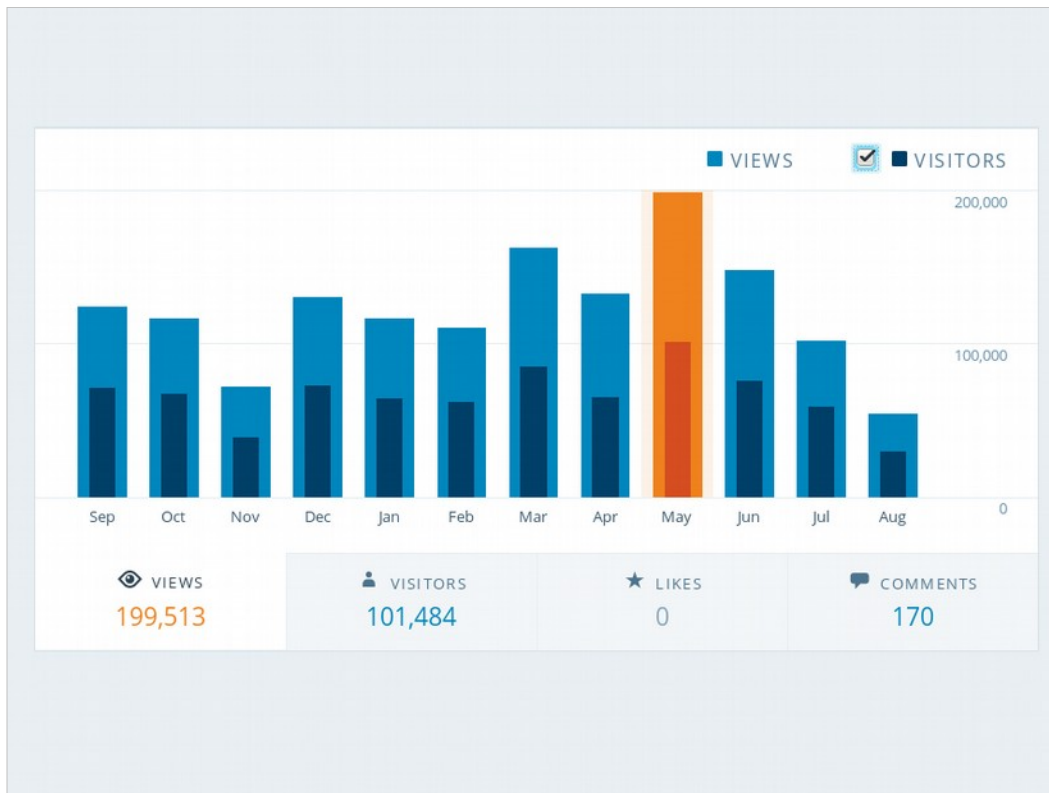 VIEWS VISITORS
200,000
100,000
0
Sep Oct Nov Dec Jan Feb Mar Apr May Jun Jul Aug
VIEWS VISITORS LIKES COMMENTS
199,513 101,484 0 170